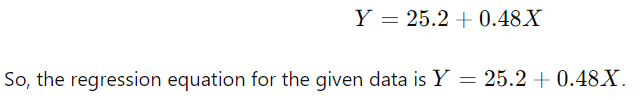 Y = 25.2 + 0.48X
So, the regression equation for the given data is Y = 25.2 + 0.48X.